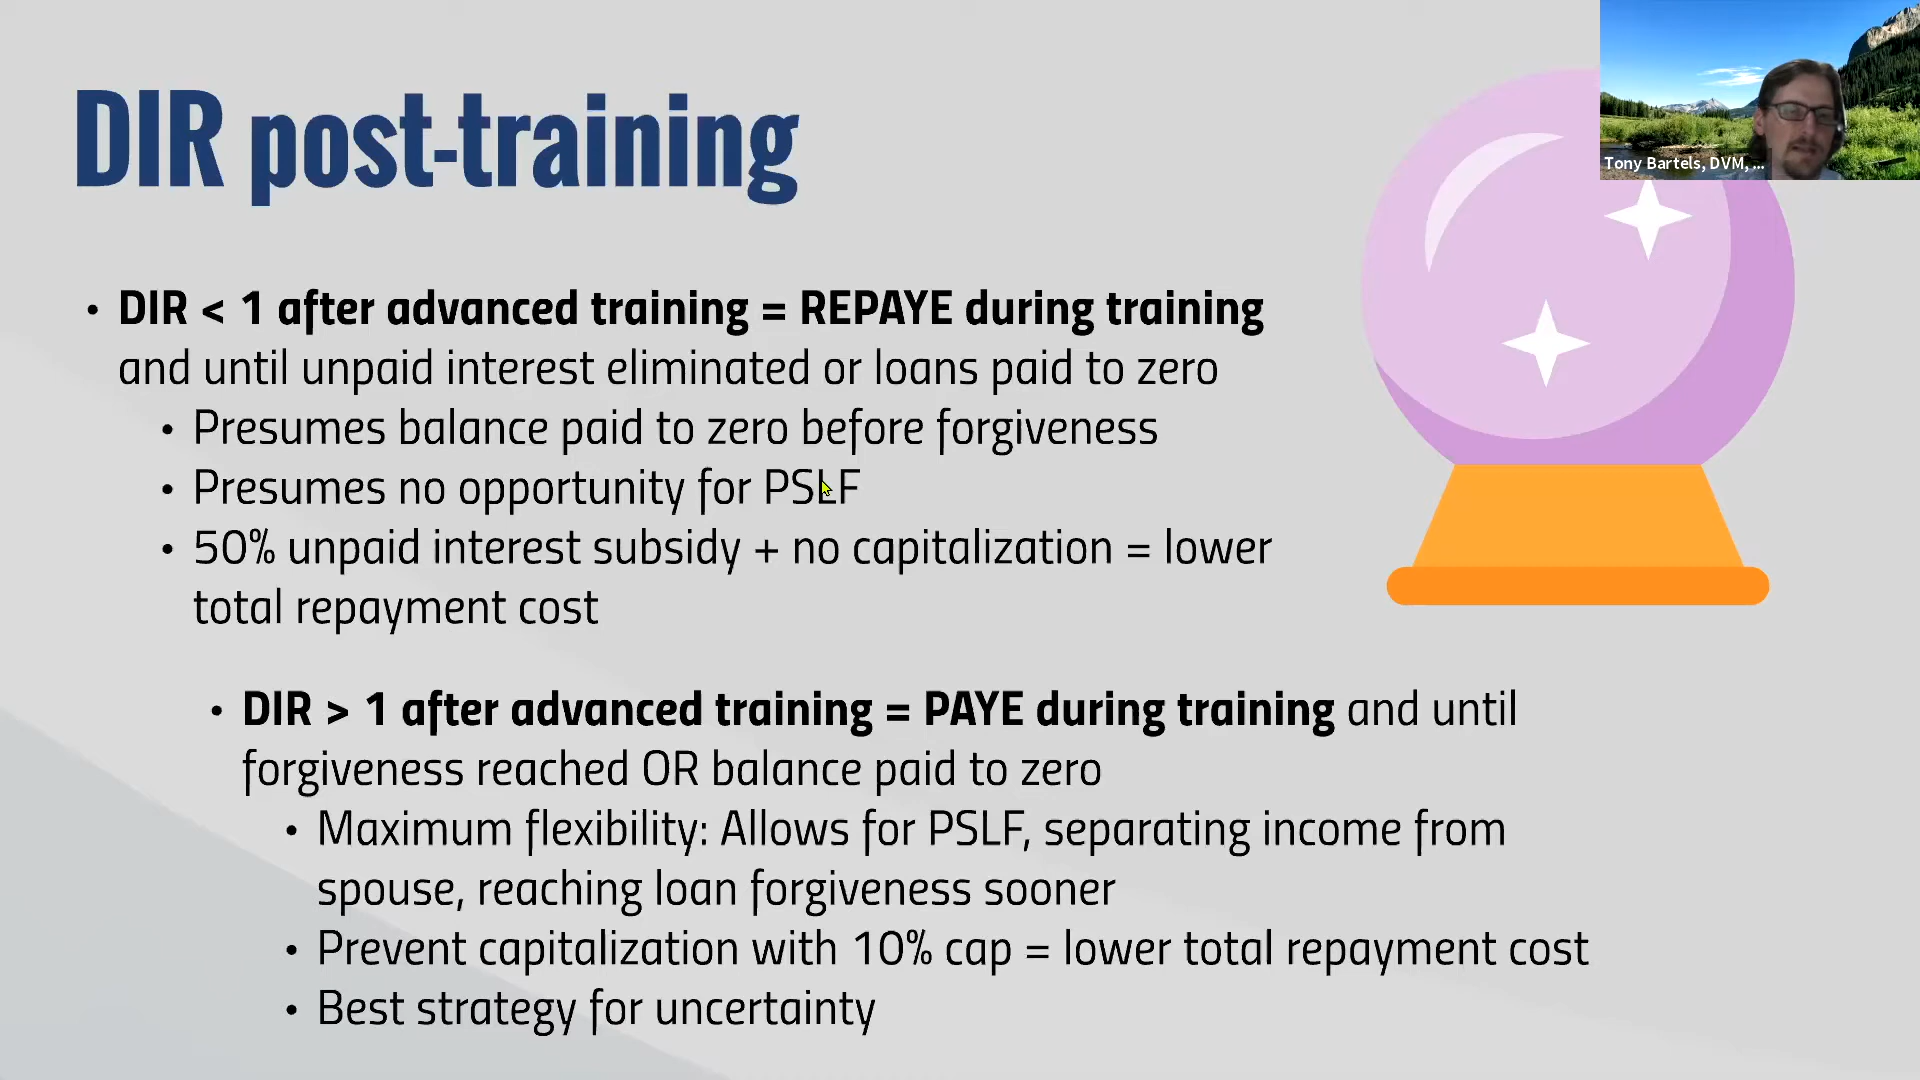 DIR post-training
Tony Bartels, DVM, ...
• DIR < 1 after advanced training = REPAYE during training
and until unpaid interest eliminated or loans paid to zero
• Presumes balance paid to zero before forgiveness
• Presumes no opportunity for PSLF
• 50% unpaid interest subsidy + no capitalization = lower
total repayment cost
• DIR > 1 after advanced training = PAYE during training and until
forgiveness reached OR balance paid to zero
• Maximum flexibility: Allows for PSLF, separating income from
spouse, reaching loan forgiveness sooner
• Prevent capitalization with 10% cap = lower total repayment cost
• Best strategy for uncertainty